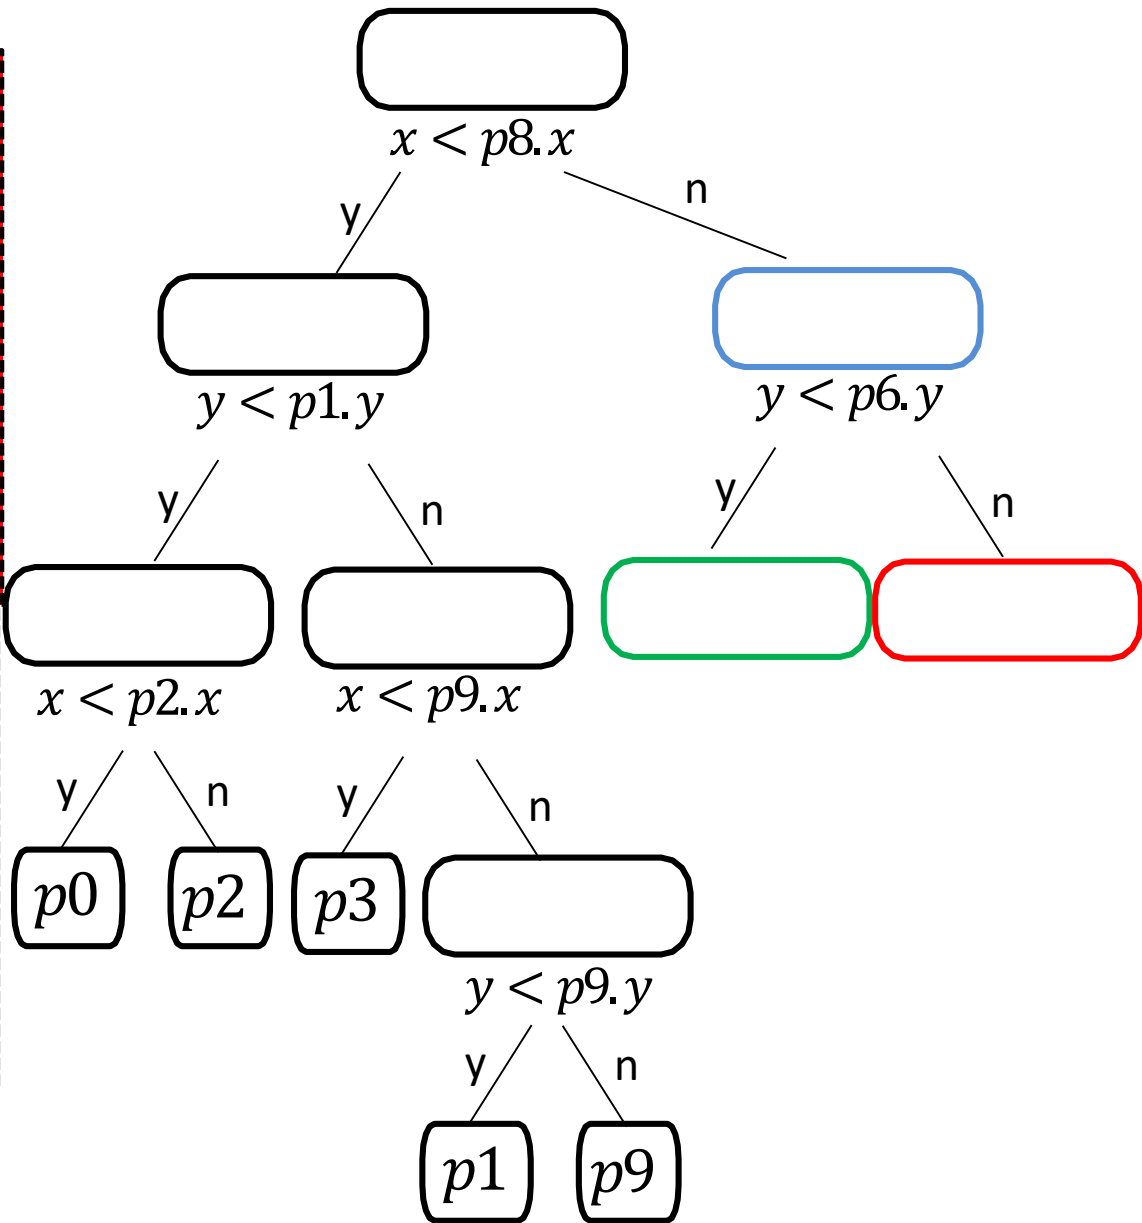 x < p8.x
y
n
y < p1.y
y < p6.y
y
n
y
n
x < p2.x
x < p9.x
y
n
y
n
p0
p2
p3
y < p9.y
y
n
p1
p9